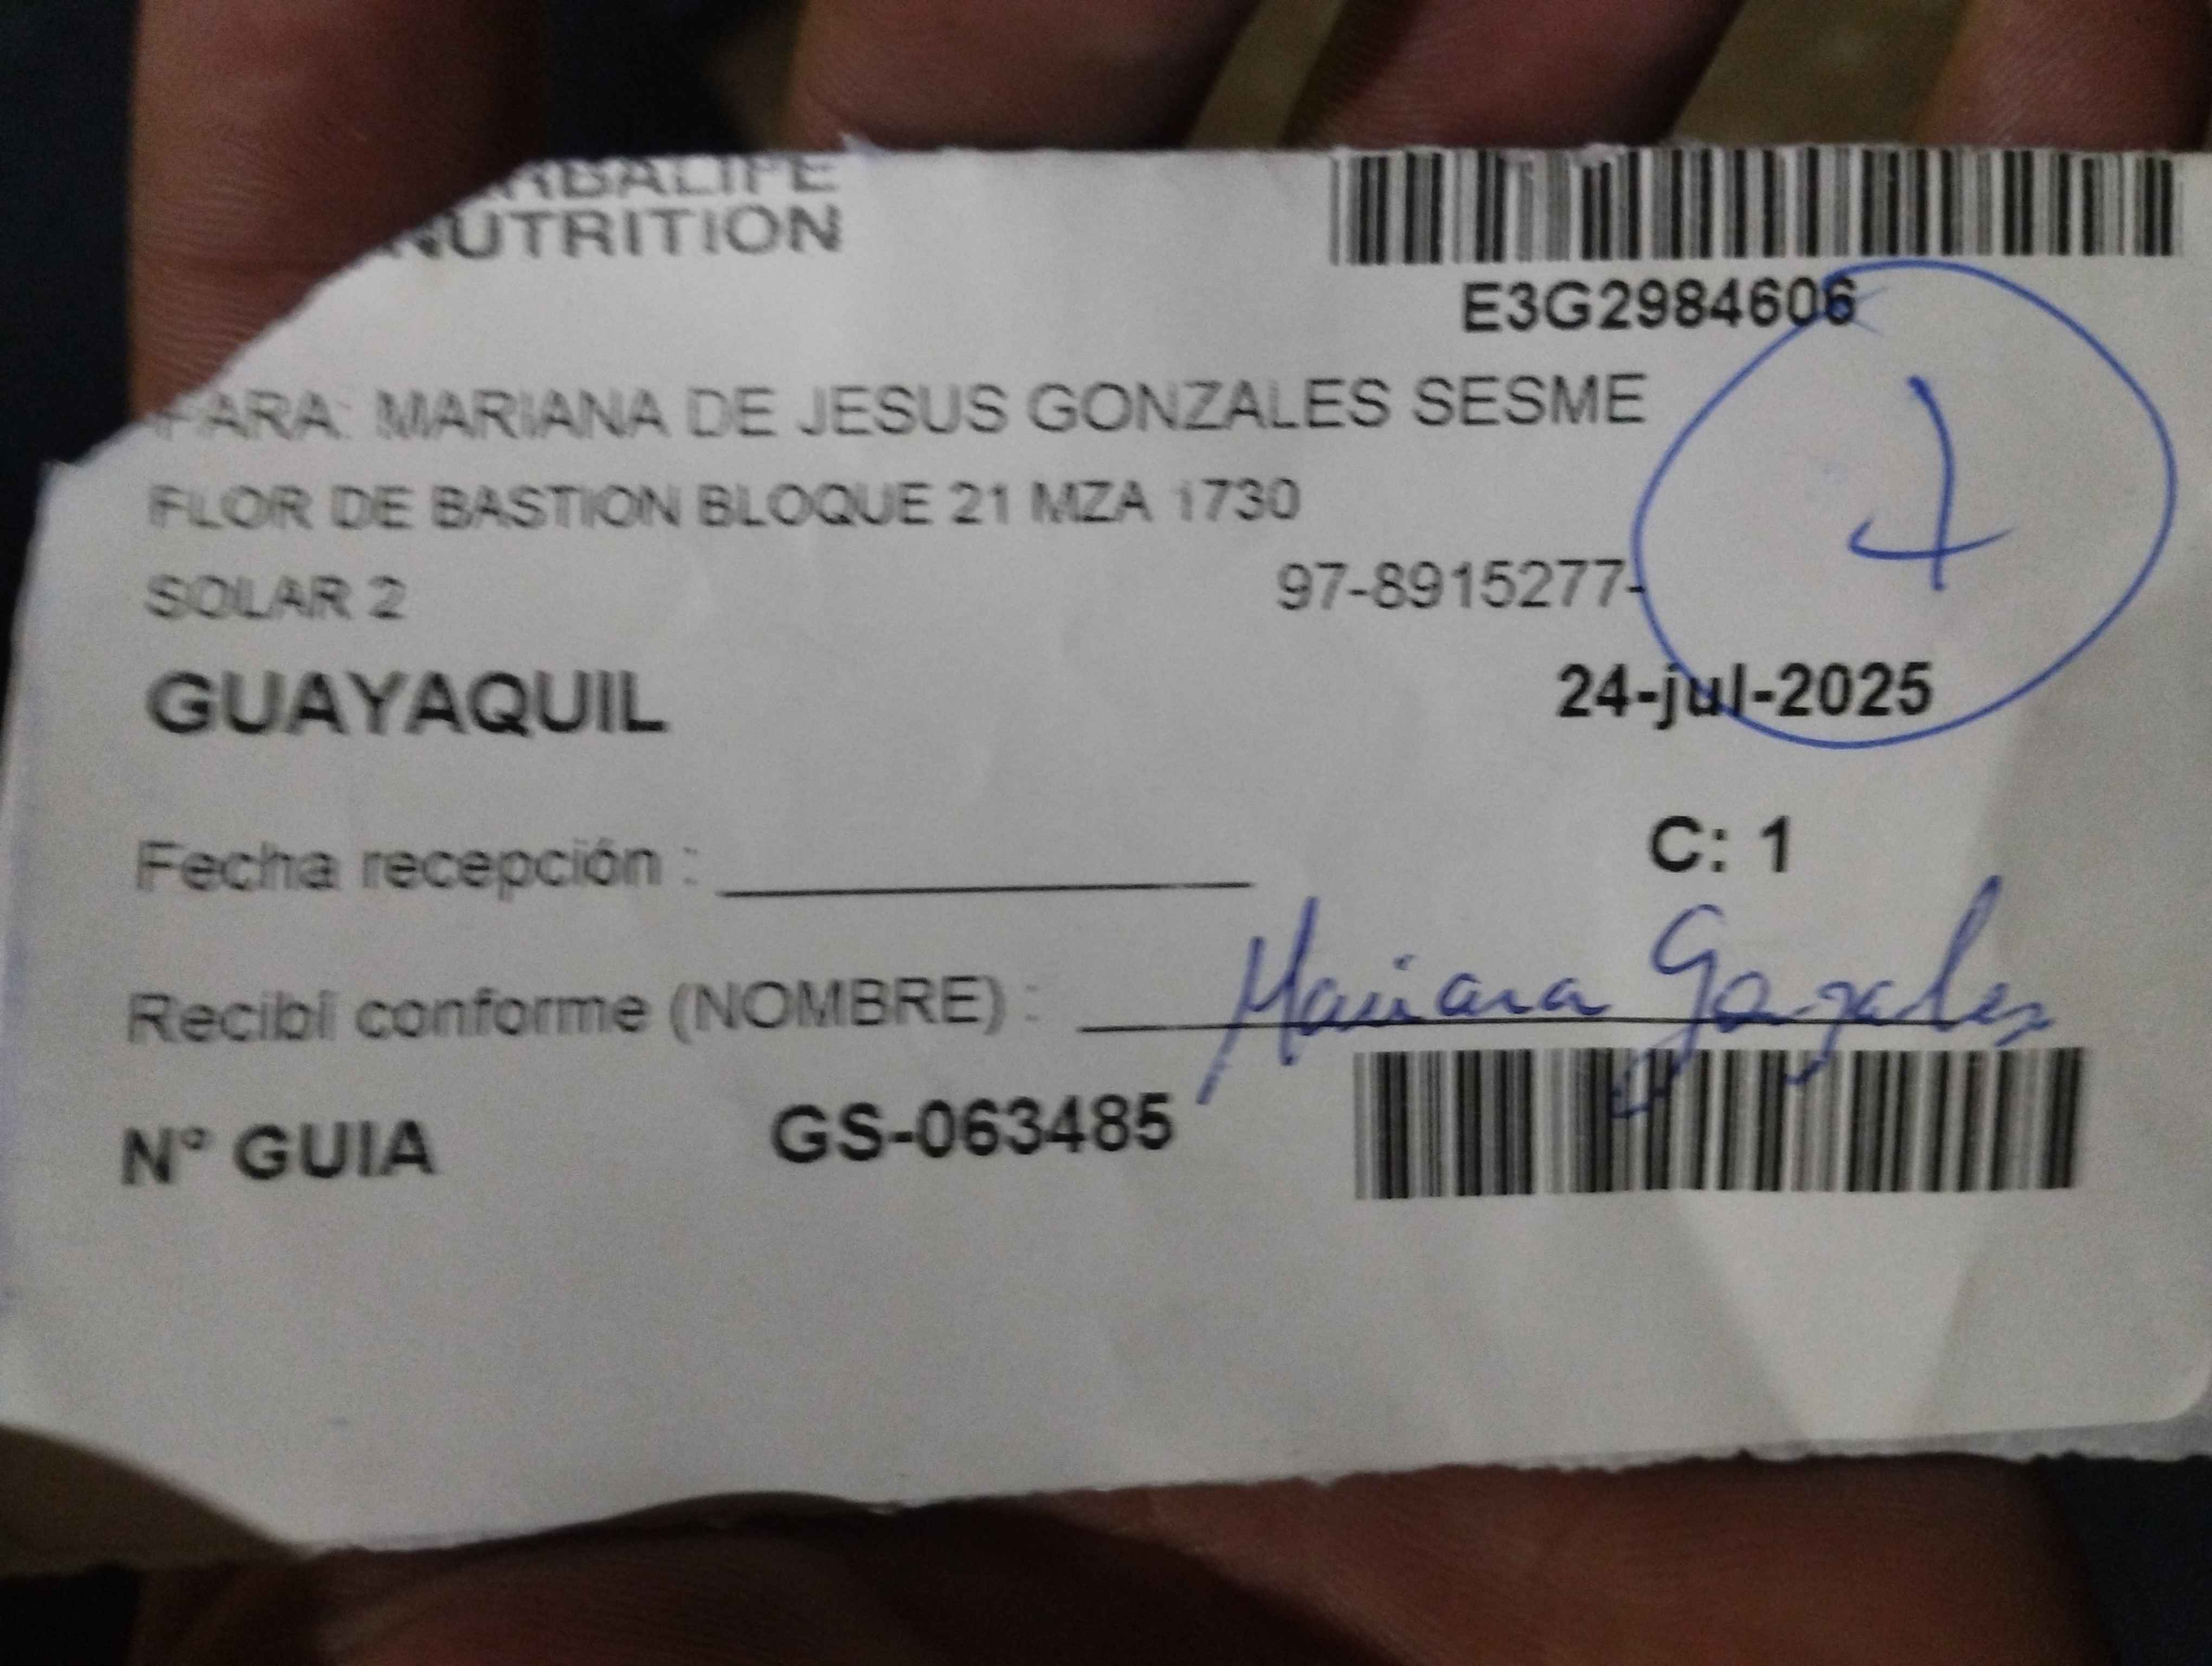 RBALIFE
NUTRITION
E3G2984606
PARA: MARIANA DE JESUS GONZALES SESME
FLOR DE BASTION BLOQUE 21 MZA 1730
SOLAR 2
97-8915277-
GUAYAQUIL
24-jul-2025
Fecha recepción :
C: 1
Recibí conforme (NOMBRE) : Mariana Gonzales
N° GUIA GS-063485